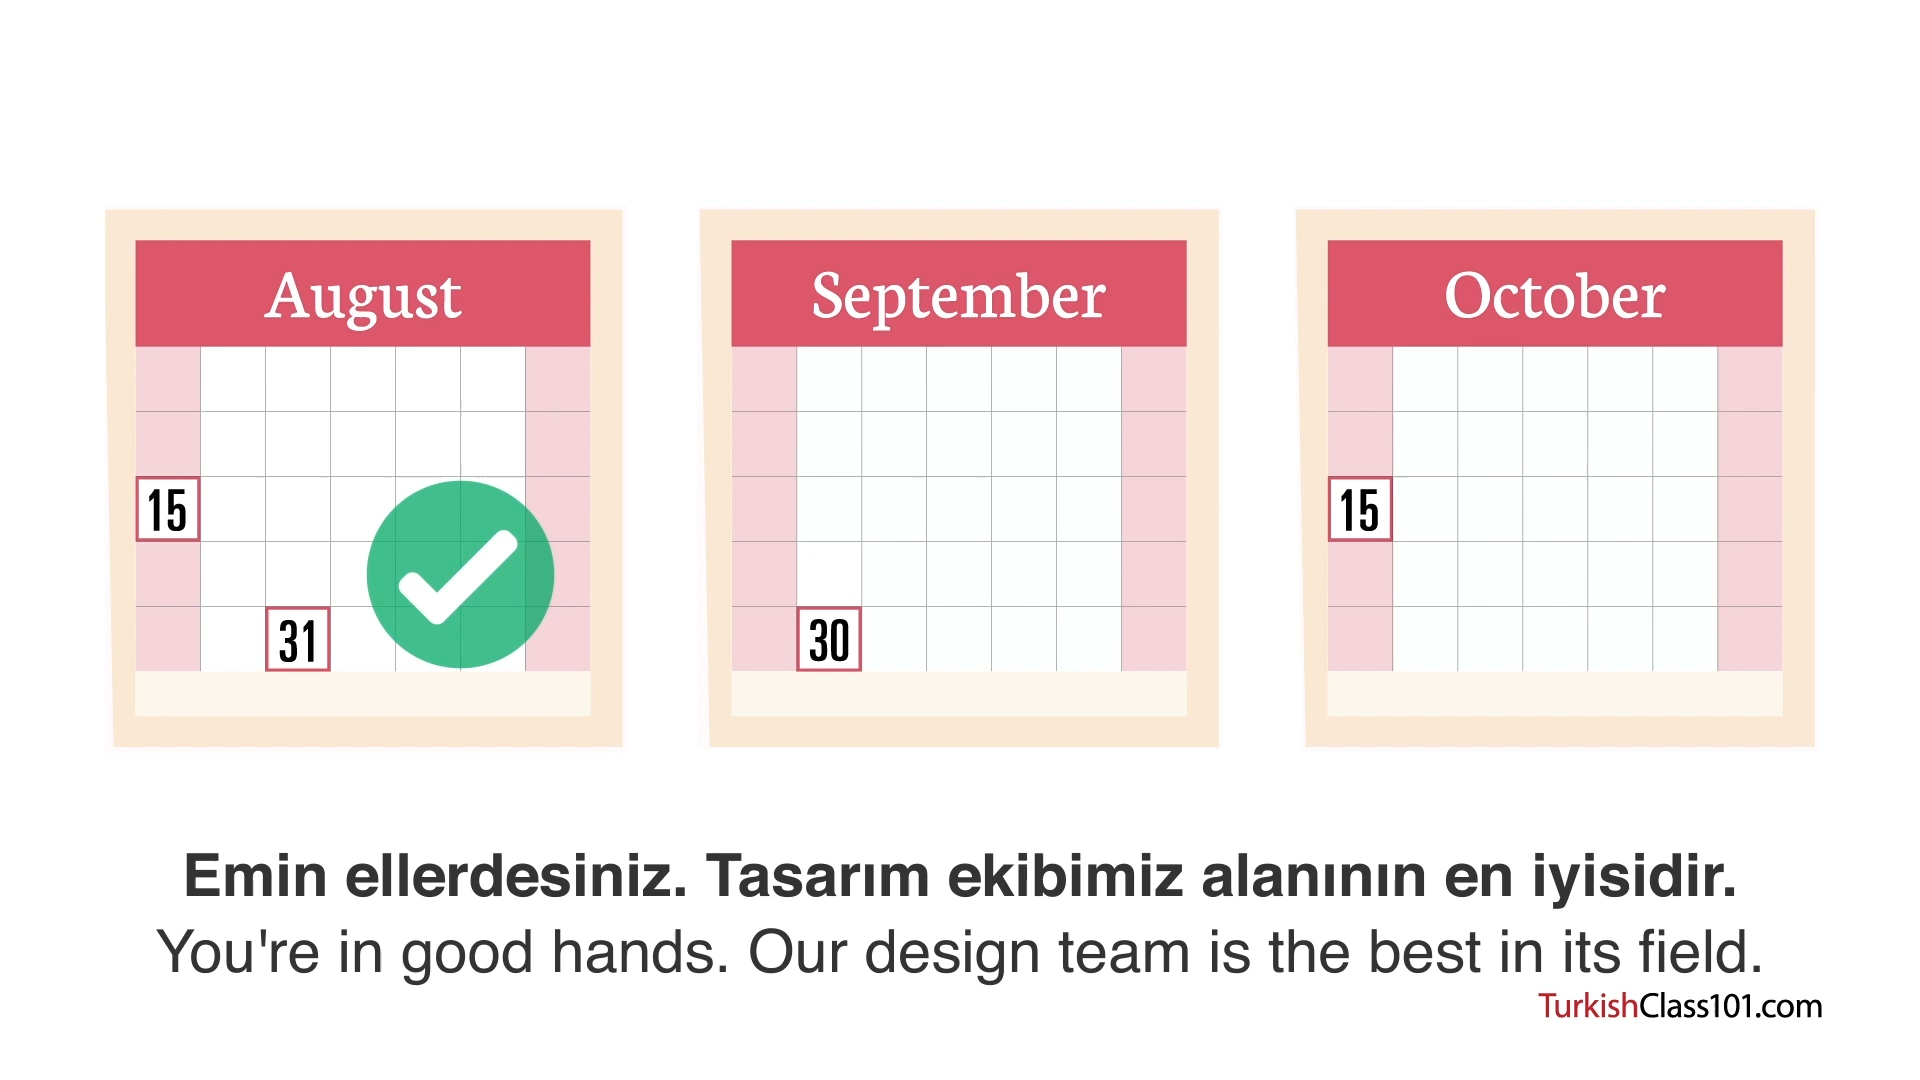 August
15
31
September
30
October
15
Emin ellerdesiniz. Tasarım ekibimiz alanının en iyisidir.
You're in good hands. Our design team is the best in its field.
TurkishClass101.com